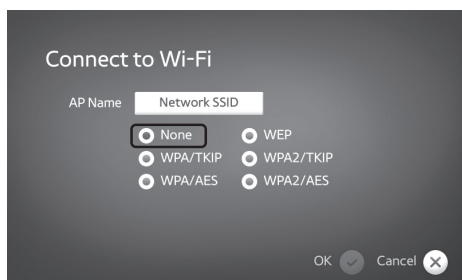 Connect to Wi-Fi
AP Name Network SSID
None WEP
WPA/TKIP WPA2/TKIP
WPA/AES WPA2/AES
OK Cancel